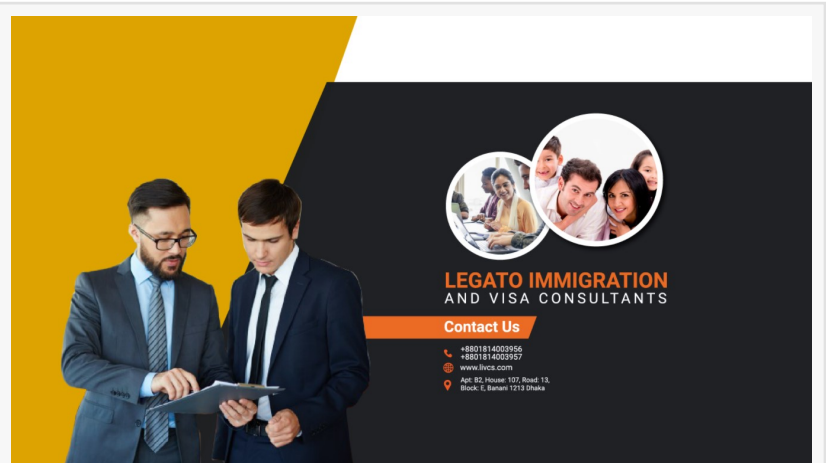 LEGATO IMMIGRATION
AND VISA CONSULTANTS
Contact Us
+8801814003956
+8801814003957
www.livcs.com
Apt: B2, House: 107, Road: 13,
Block: E, Banani 1213 Dhaka